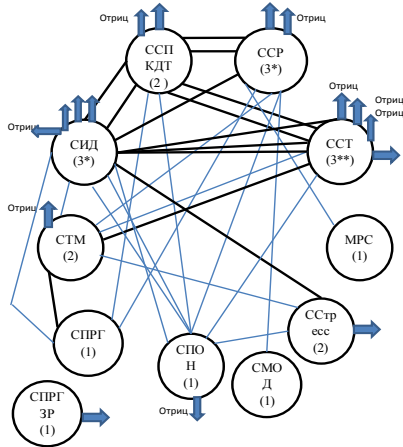 Отриц
Отриц
ССП
КДТ
(2 )
ССР
(3*)
Отриц
Отриц
Отриц
Отриц
СИД
(3*)
ССТ
(3**)
Отриц
СТМ
(2)
МРС
(1)
СПРГ
(1)
ССтр
есс
(2)
СПО
Н
(1)
СМО
Д
(1)
СПРГ
ЗР
(1)
Отриц